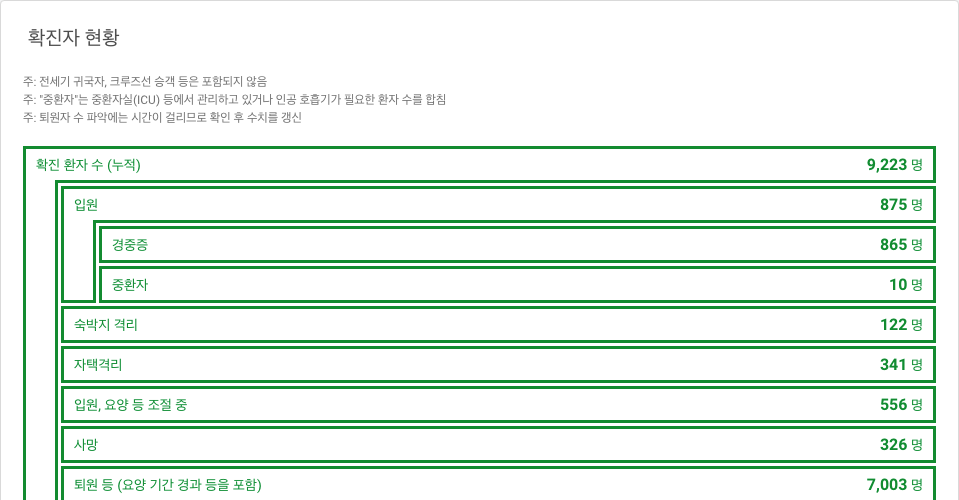 확진자 현황
주: 전세기 귀국자, 크루즈선 승객 등은 포함되지 않음
주: "중환자"는 중환자실(ICU) 등에서 관리하고 있거나 인공 호흡기가 필요한 환자 수를 합침
주: 퇴원자 수 파악에는 시간이 걸리므로 확인 후 수치를 갱신
확진 환자 수 (누적) 9,223 명
입원 875 명
경중증 865 명
중환자 10 명
숙박지 격리 122 명
자택격리 341 명
입원, 요양 등 조절 중 556 명
사망 326 명
퇴원 등 (요양 기간 경과 등을 포함) 7,003 명